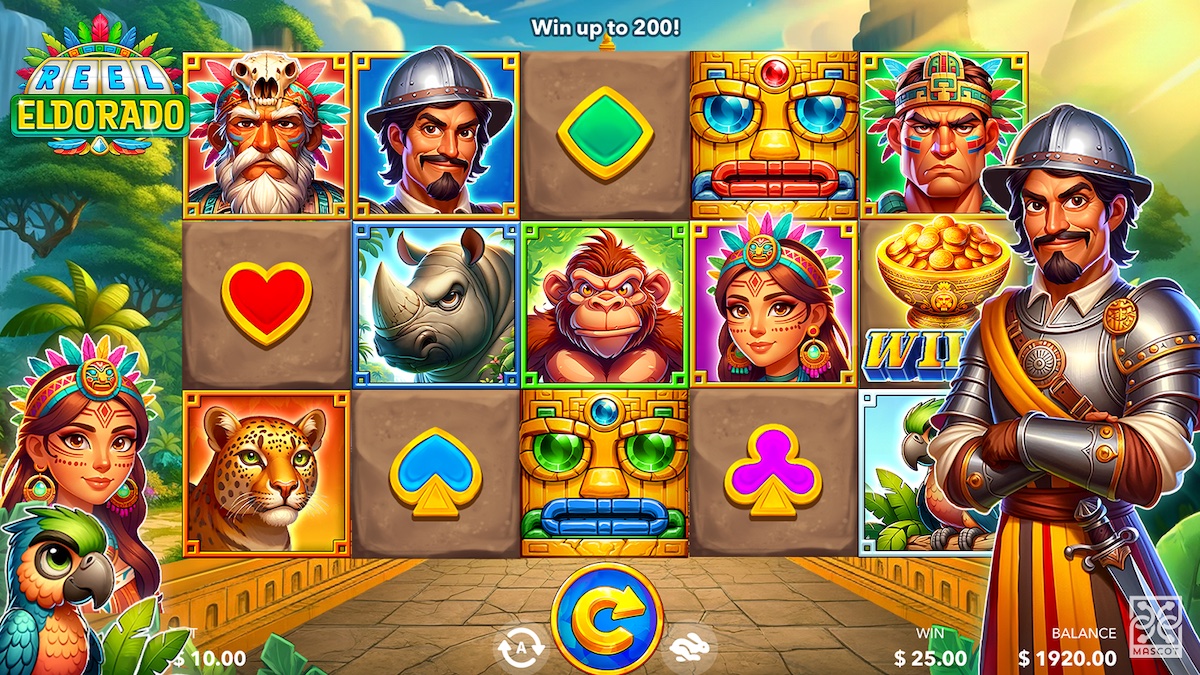 Win up to 200!
REEL
ELDORADO
$ 10.00
A
WIN
$ 25.00
BALANCE
$ 1920.00
MASCOT